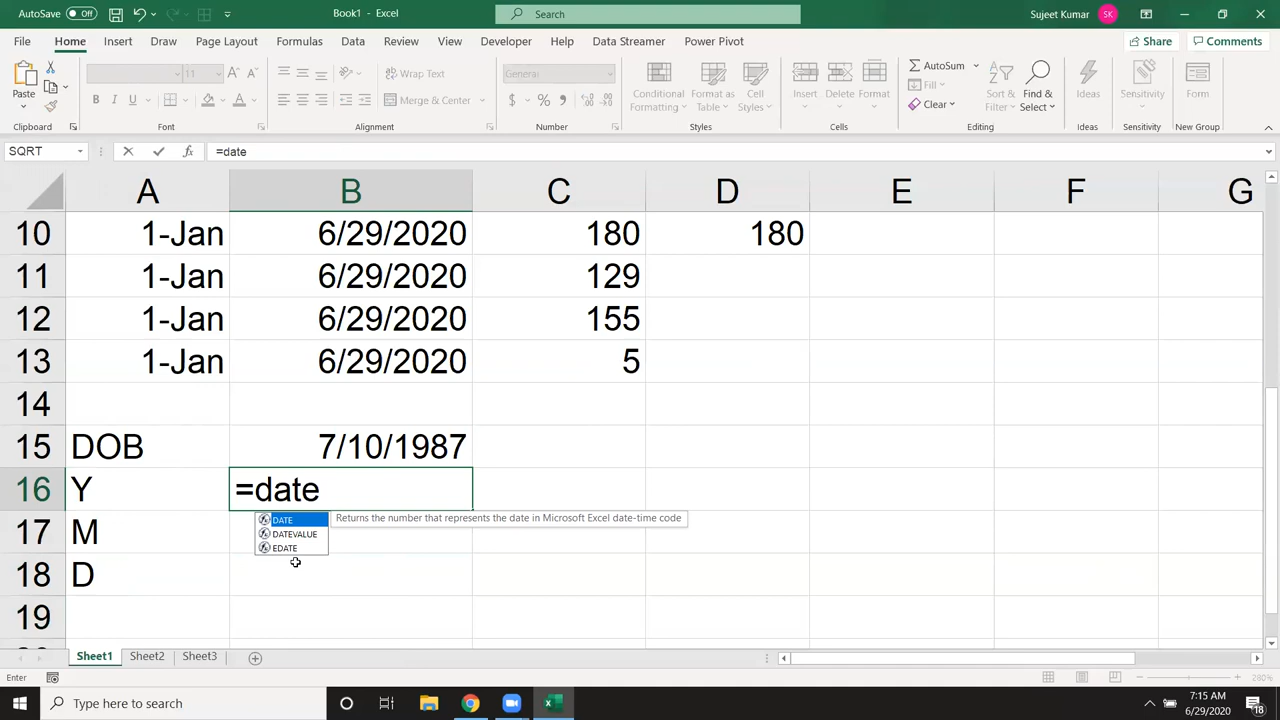 AutoSave Off
Book1 - Excel
Search
Sujeet Kumar SK
File Home Insert Draw Page Layout Formulas Data Review View Developer Help Data Streamer Power Pivot Share Comments
Paste
Clipboard
11
B I U A
Font
Wrap Text
Merge & Center
Alignment
General
$ %
Number
Conditional Formatting
Format as Table
Cell Styles
Styles
Insert Delete Format
Cells
AutoSum
Fill
Clear
Sort & Filter
Find & Select
Editing
Ideas
Ideas
Sensitivity
Sensitivity
Form
New Group
SQRT fx =date
A B C D E F G
10 1-Jan 6/29/2020 180 180
11 1-Jan 6/29/2020 129
12 1-Jan 6/29/2020 155
13 1-Jan 6/29/2020 5
14
15 DOB 7/10/1987
16 Y =date
DATE Returns the number that represents the date in Microsoft Excel date-time code
DATEVALUE
EDATE
17 M
18 D
19
Sheet1 Sheet2 Sheet3
Enter 280%
Type here to search
7:15 AM
6/29/2020
18